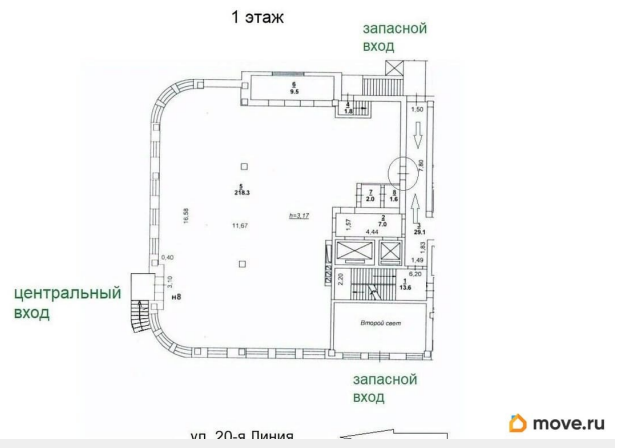 1 этаж
запасной
вход
6
9.5
4
1.8
1,50
7,80
5
218,3
7
2.0
8
1.6
16,58
11,67
h=3,17
2
7.0
1,57
4,44
29.1
1,83
1,49
0,40
6,20
3,10
2,20
1
13.6
центральный
вход
н8
Второй свет
запасной
вход
ул. 20-я Линия
move.ru